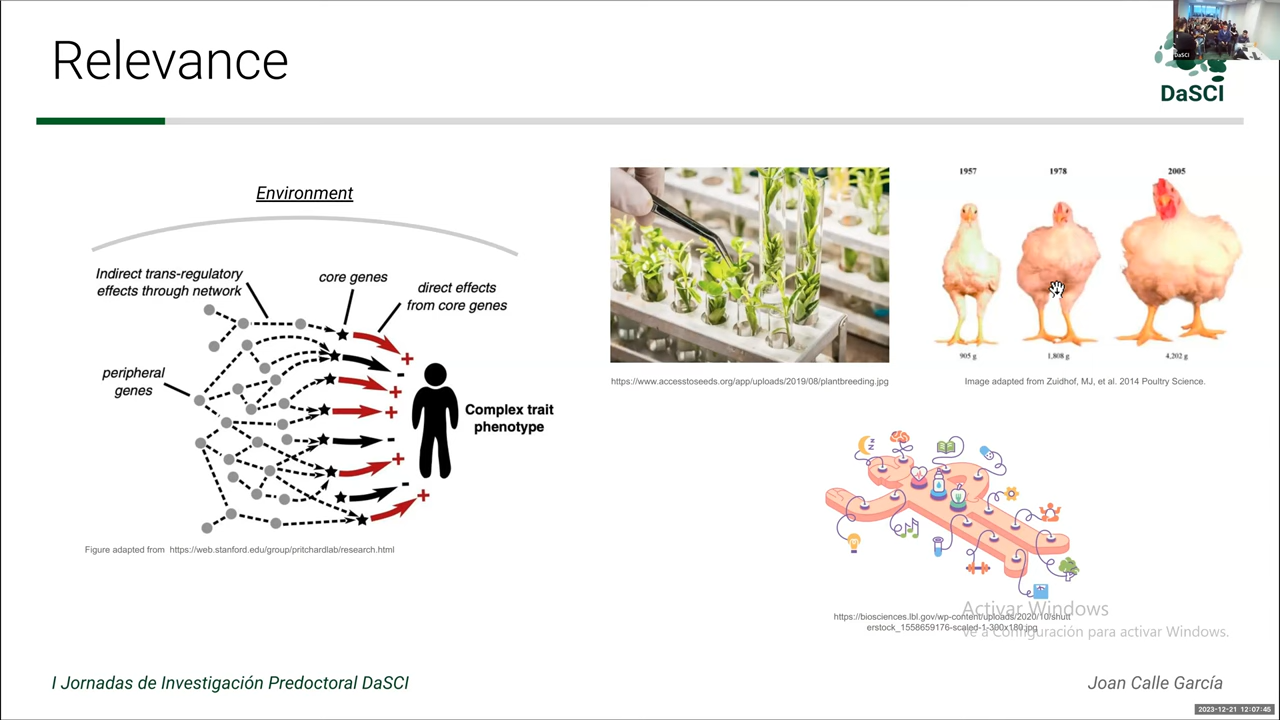 Relevance
DaSCI
DaSCI
Environment
Indirect trans-regulatory
effects through network
core genes
direct effects
from core genes
peripheral
genes
Complex trait
phenotype
Figure adapted from https://web.stanford.edu/group/pritchardlab/research.html
https://www.accesstoseeds.org/app/uploads/2019/08/plantbreeding.jpg
1957
1978
2005
905 g
1,808 g
4,202 g
Image adapted from Zuidhof, MJ, et al. 2014 Poultry Science.
https://biosciences.lbl.gov/wp-content/uploads/2020/10/shutt
erstock_1558659176-scaled-1-300x180.jpg
Activar Windows
Ve a Configuración para activar Windows.
I Jornadas de Investigación Predoctoral DaSCI
Joan Calle García
2023-12-21 12:07:45